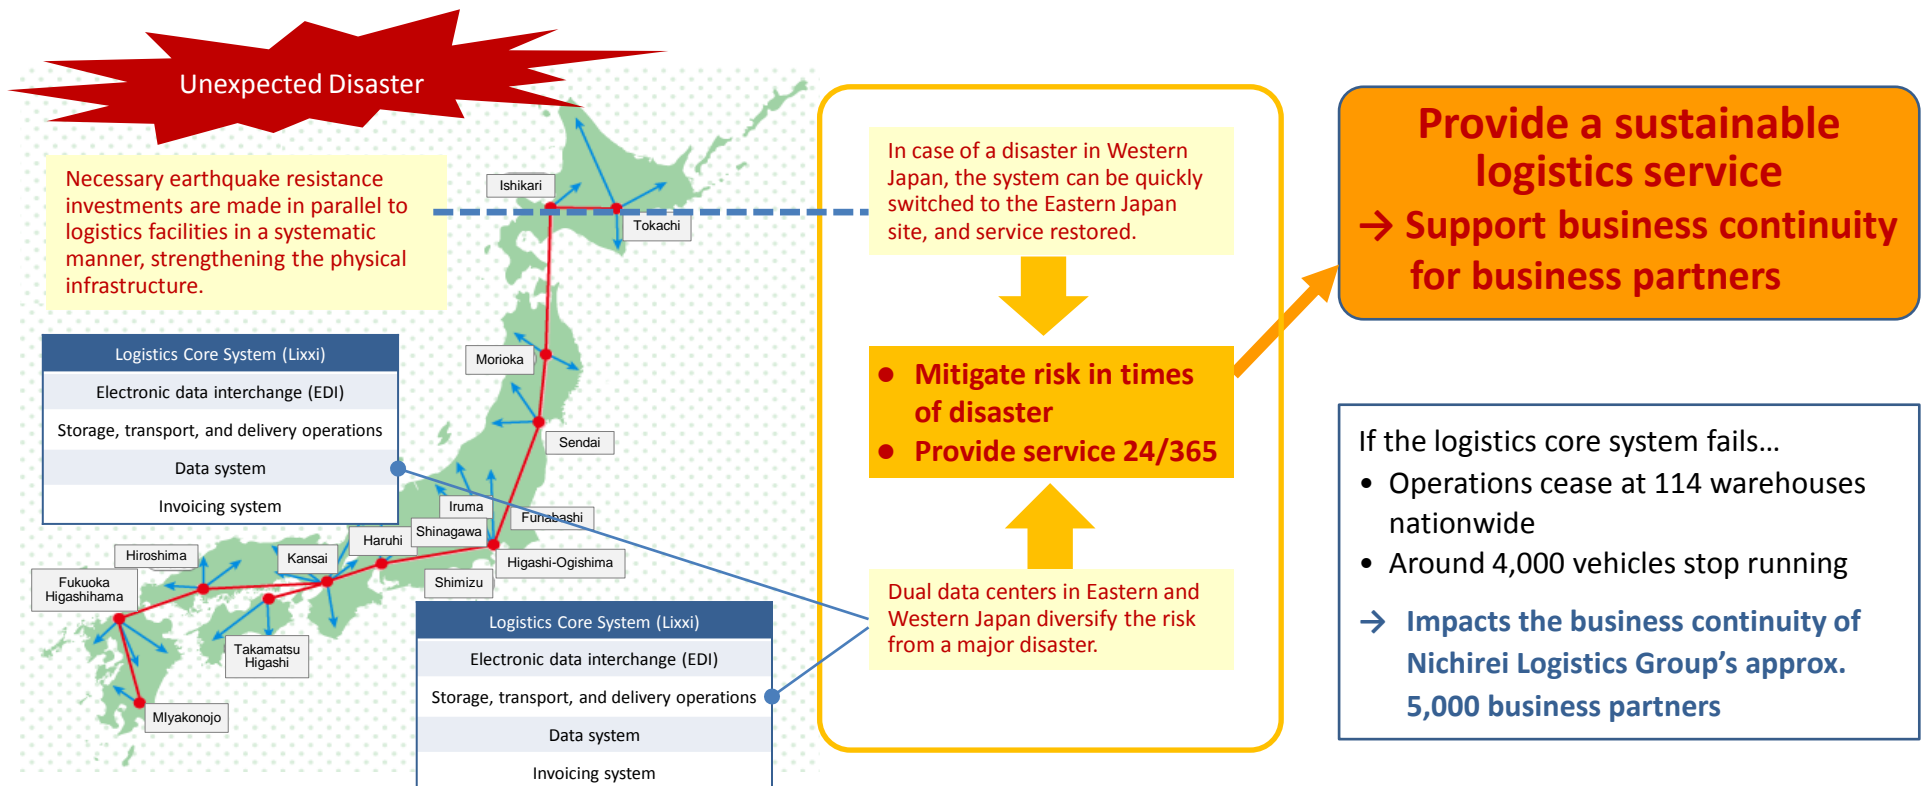 Unexpected Disaster
Necessary earthquake resistance
investments are made in parallel to
logistics facilities in a systematic
manner, strengthening the physical
infrastructure.
Ishikari
Tokachi
Morioka
Sendai
Logistics Core System (Lixxi)
Electronic data interchange (EDI)
Storage, transport, and delivery operations
Data system
Invoicing system
Iruma
Funabashi
Shinagawa
Haruhi
Kansai
Hiroshima
Higashi-Ogishima
Shimizu
Fukuoka
Higashihama
Takamatsu
Higashi
MIyakonojo
Logistics Core System (Lixxi)
Electronic data interchange (EDI)
Storage, transport, and delivery operations
Data system
Invoicing system
In case of a disaster in Western
Japan, the system can be quickly
switched to the Eastern Japan
site, and service restored.
● Mitigate risk in times
of disaster
● Provide service 24/365
Dual data centers in Eastern and
Western Japan diversify the risk
from a major disaster.
Provide a sustainable
logistics service
→ Support business continuity
for business partners
If the logistics core system fails...
• Operations cease at 114 warehouses
nationwide
• Around 4,000 vehicles stop running
→ Impacts the business continuity of
Nichirei Logistics Group's approx.
5,000 business partners